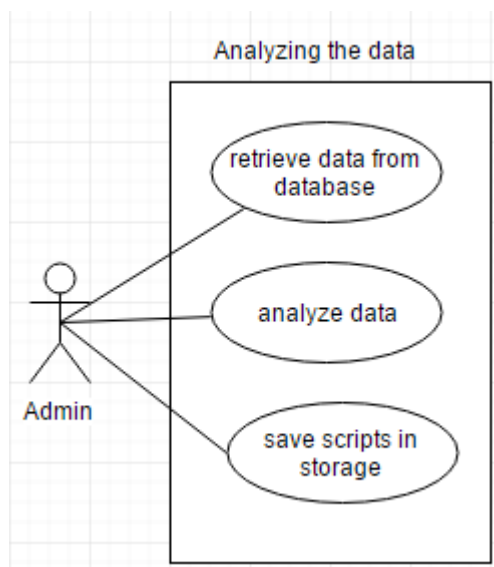 Analyzing the data
retrieve data from
database
analyze data
Admin
save scripts in
storage